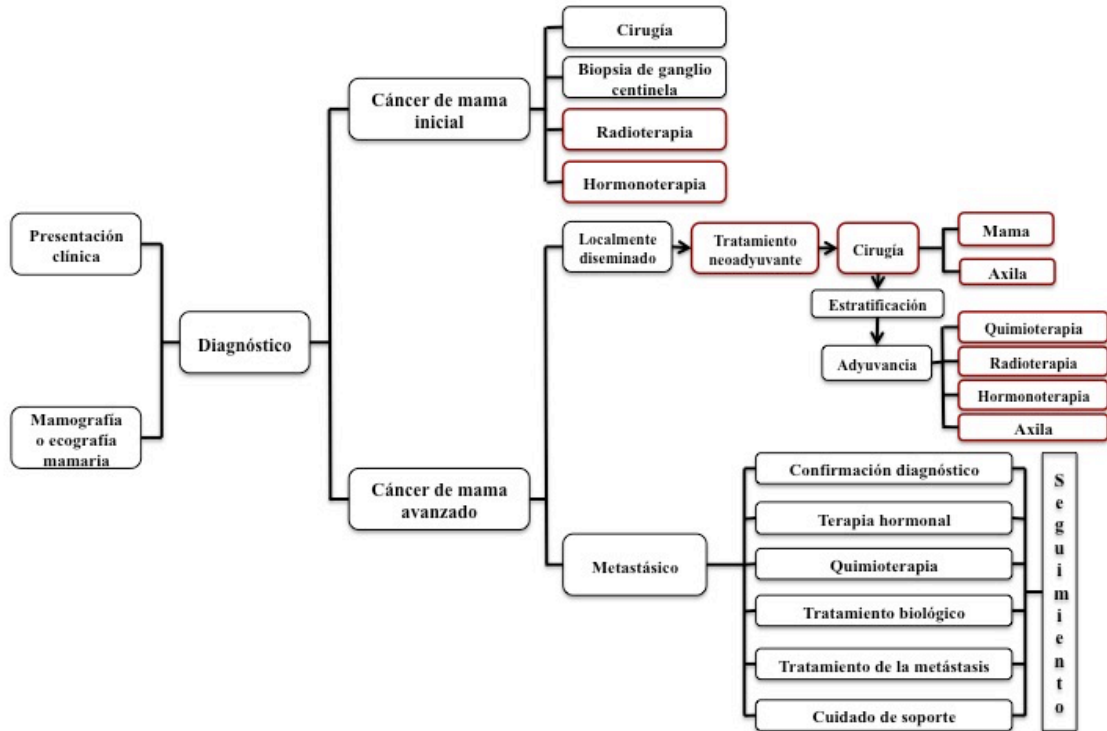 Presentación
clínica
Mamografía
o ecografía
mamaria
Diagnóstico
Cáncer de mama
inicial
Cirugía
Biopsia de ganglio
centinela
Radioterapia
Hormonoterapia
Cáncer de mama
avanzado
Localmente
diseminado
Tratamiento
neoadyuvante
Cirugía
Mama
Axila
Estratificación
Adyuvancia
Quimioterapia
Radioterapia
Hormonoterapia
Axila
Metastásico
Confirmación diagnóstico
Terapia hormonal
Quimioterapia
Tratamiento biológico
Tratamiento de la metástasis
Cuidado de soporte
S
e
g
u
i
m
i
e
n
t
o